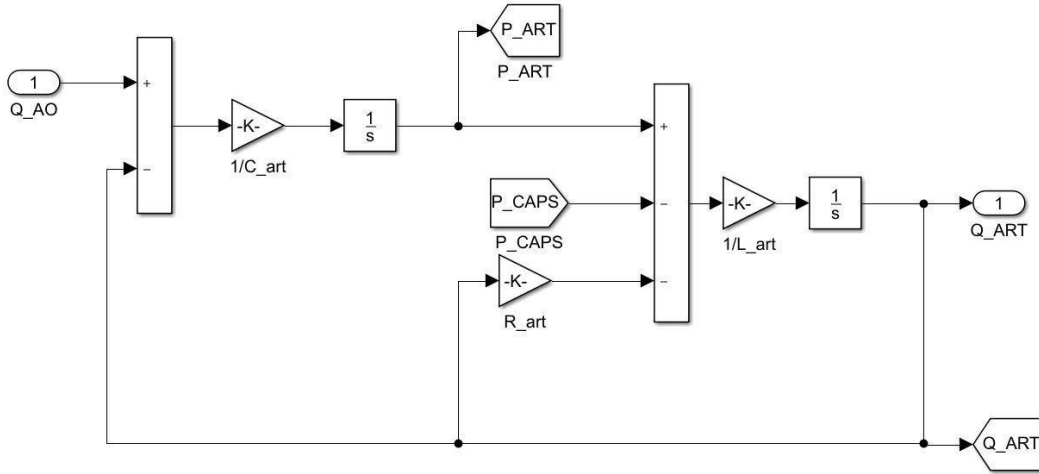 P_ART
P_ART
1
Q_AO
+
−
-K-
1/C_art
1
s
+
−
−
P_CAPS
P_CAPS
-K-
R_art
-K-
1/L_art
1
s
1
Q_ART
Q_ART